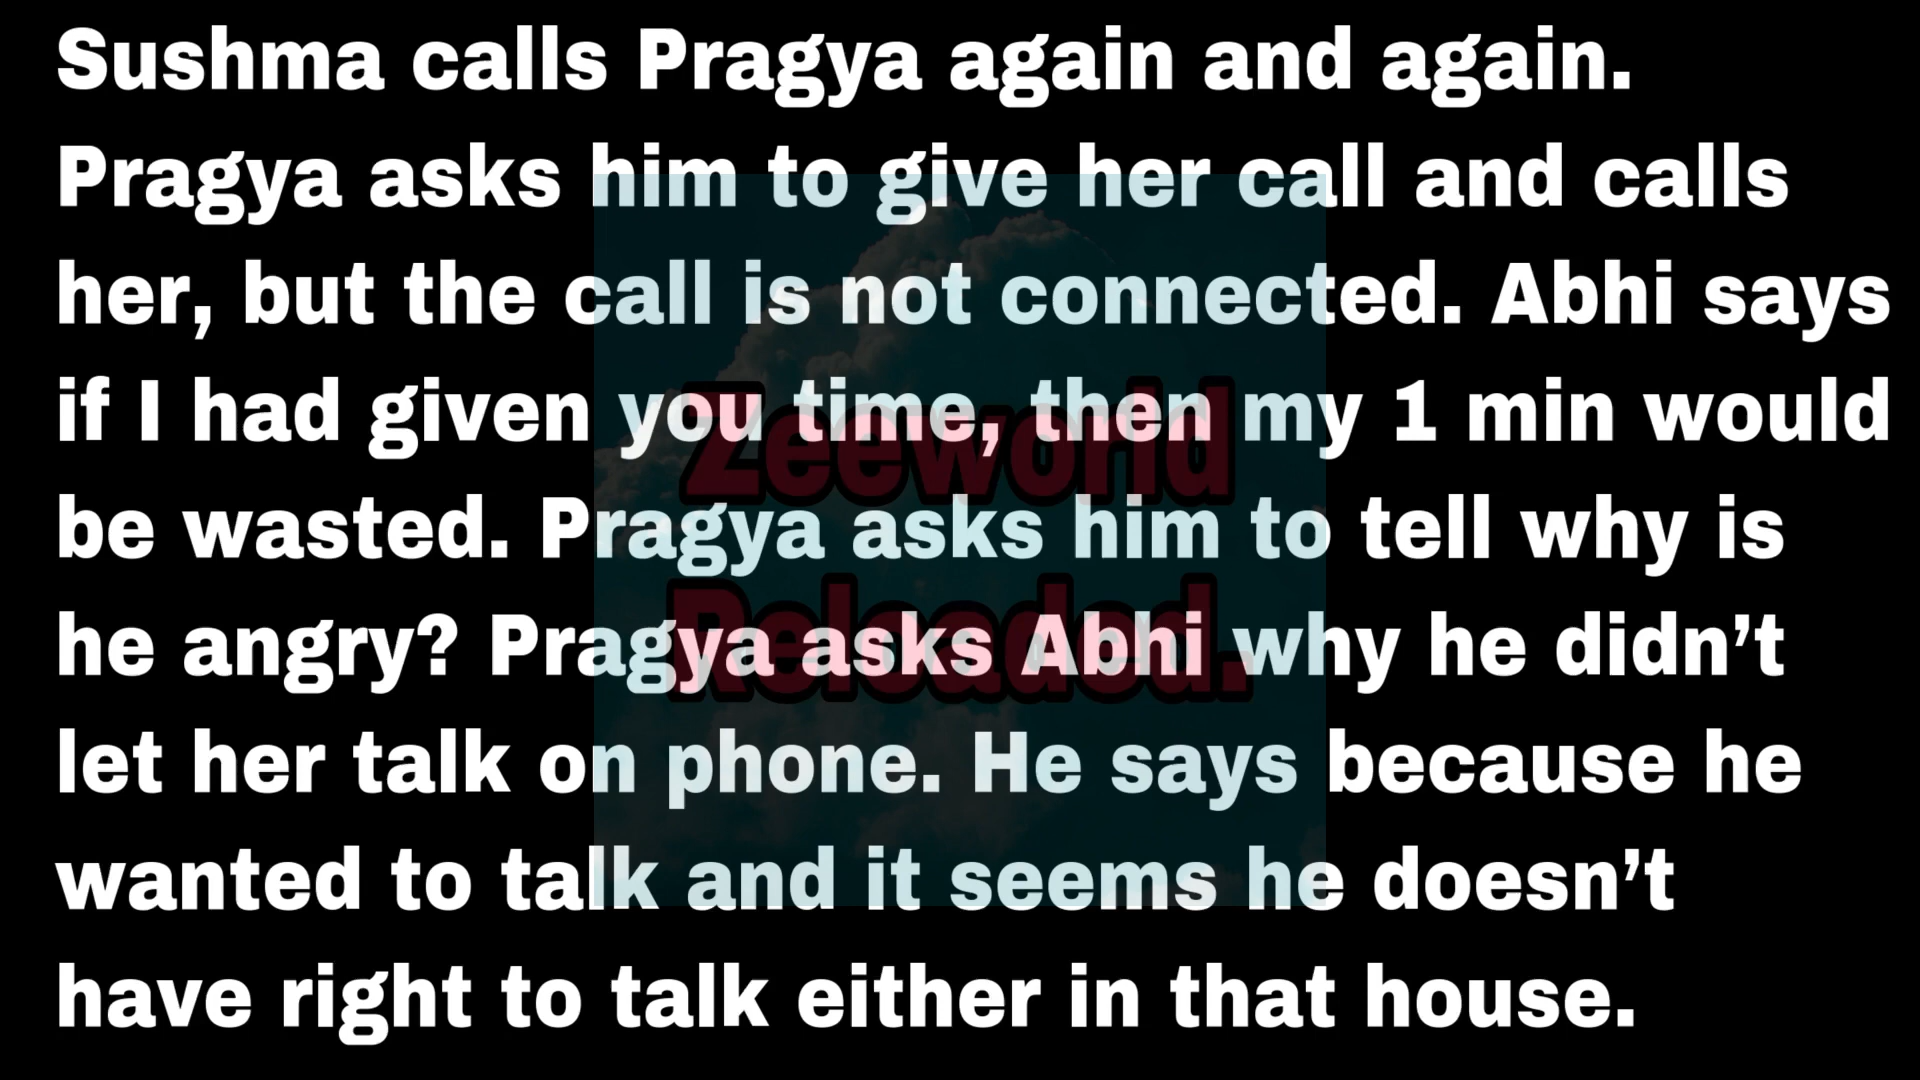 Sushma calls Pragya again and again.
Pragya asks him to give her call and calls
her, but the call is not connected. Abhi says
if I had given you time, then my 1 min would
be wasted. Pragya asks him to tell why is
he angry? Pragya asks Abhi why he didn’t
let her talk on phone. He says because he
wanted to talk and it seems he doesn’t
have right to talk either in that house.
Zeeworld
Reloaded.